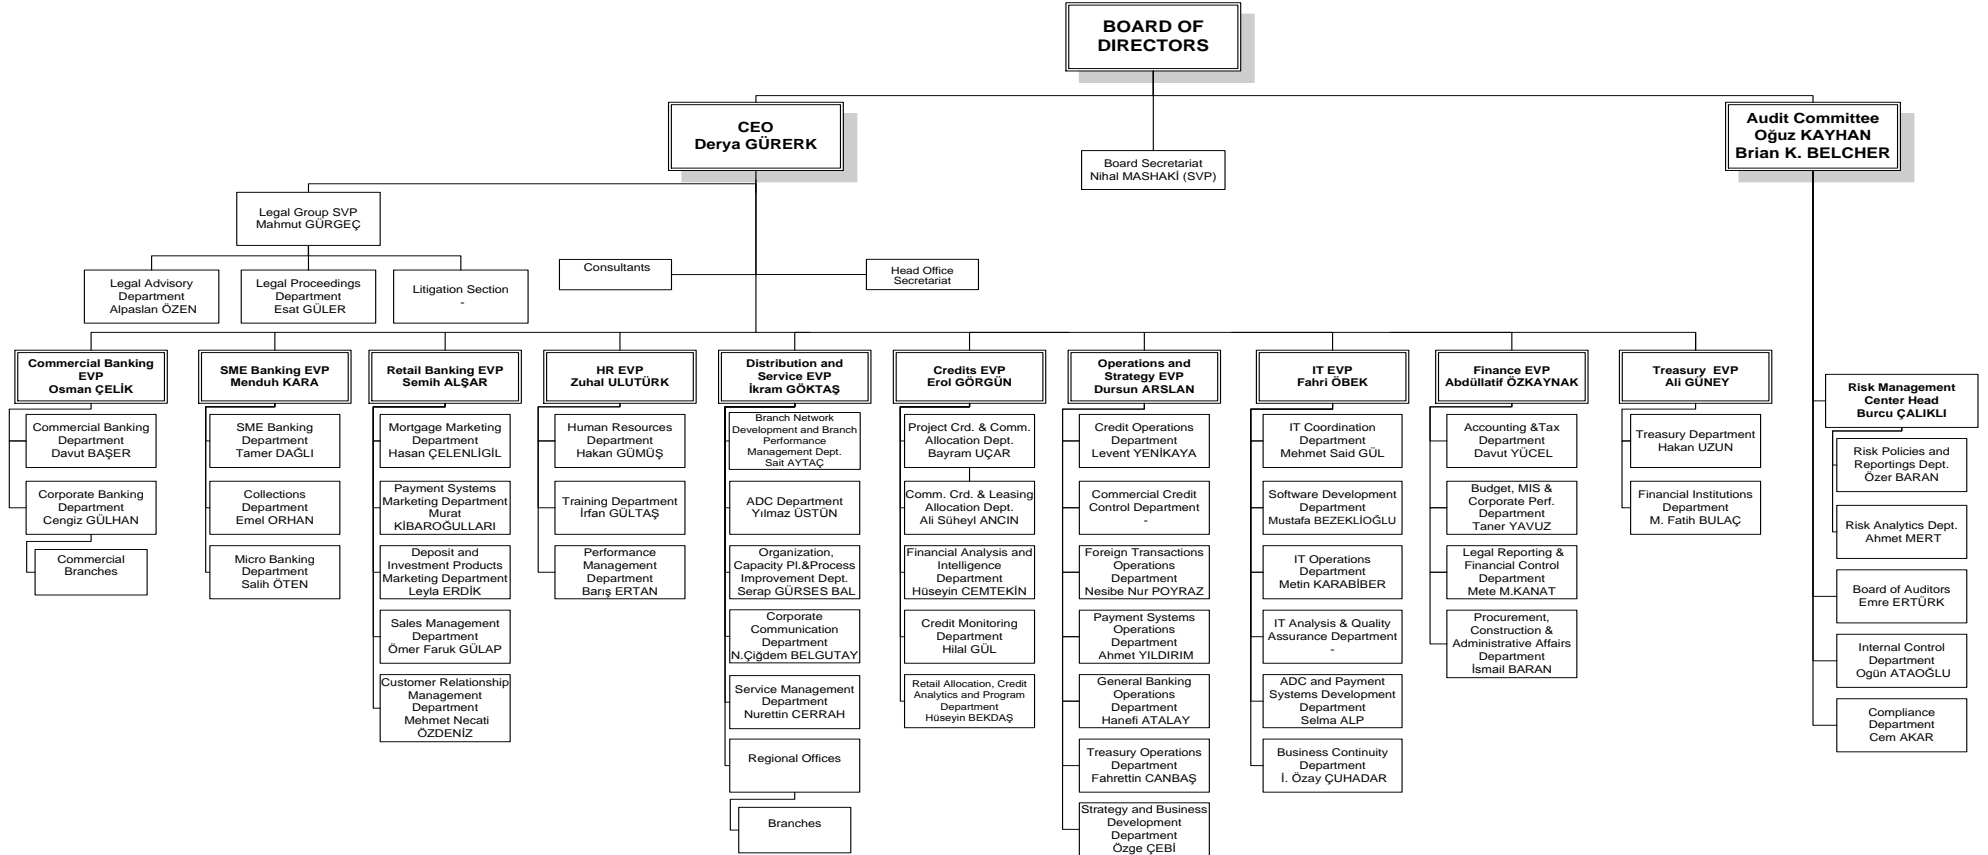 BOARD OF
DIRECTORS
CEO
Derya GÜRERK
Audit Committee
Oğuz KAYHAN
Brian K. BELCHER
Board Secretariat
Nihal MASHAKİ (SVP)
Legal Group SVP
Mahmut GÜRGEÇ
Legal Advisory
Department
Alpaslan ÖZEN
Legal Proceedings
Department
Esat GÜLER
Litigation Section
-
Consultants
Head Office
Secretariat
Commercial Banking
EVP
Osman ÇELİK
Commercial Banking
Department
Davut BAŞER
Corporate Banking
Department
Cengiz GÜLHAN
Commercial
Branches
SME Banking EVP
Menduh KARA
SME Banking
Department
Tamer DAĞLI
Collections
Department
Emel ORHAN
Micro Banking
Department
Salih ÖTEN
Retail Banking EVP
Semih ALŞAR
Mortgage Marketing
Department
Hasan ÇELENLİGİL
Payment Systems
Marketing Department
Murat
KİBAROĞULLARI
Deposit and
Investment Products
Marketing Department
Leyla ERDİK
Sales Management
Department
Ömer Faruk GÜLAP
Customer Relationship
Management
Department
Mehmet Necati
ÖZDENİZ
HR EVP
Zuhal ULUTÜRK
Human Resources
Department
Hakan GÜMÜŞ
Training Department
İrfan GÜLTAŞ
Performance
Management
Department
Barış ERTAN
Distribution and
Service EVP
İkram GÖKTAŞ
Branch Network
Development and Branch
Performance
Management Dept.
Sait AYTAÇ
ADC Department
Yılmaz ÜSTÜN
Organization,
Capacity Pl.&Process
Improvement Dept.
Serap GÜRSES BAL
Corporate
Communication
Department
N.Çiğdem BELGUTAY
Service Management
Department
Nurettin CERRAH
Regional Offices
Branches
Credits EVP
Erol GÖRGÜN
Project Crd. & Comm.
Allocation Dept.
Bayram UÇAR
Comm. Crd. & Leasing
Allocation Dept.
Ali Süheyl ANCIN
Financial Analysis and
Intelligence
Department
Hüseyin CEMTEKİN
Credit Monitoring
Department
Hilal GÜL
Retail Allocation, Credit
Analytics and Program
Department
Hüseyin BEKDAŞ
Operations and
Strategy EVP
Dursun ARSLAN
Credit Operations
Department
Levent YENİKAYA
Commercial Credit
Control Department
-
Foreign Transactions
Operations
Department
Nesibe Nur POYRAZ
Payment Systems
Operations
Department
Ahmet YILDIRIM
General Banking
Operations
Department
Hanefi ATALAY
Treasury Operations
Department
Fahrettin CANBAŞ
Strategy and Business
Development
Department
Özge ÇEBİ
IT EVP
Fahri ÖBEK
IT Coordination
Department
Mehmet Said GÜL
Software Development
Department
Mustafa BEZEKLİOĞLU
IT Operations
Department
Metin KARABİBER
IT Analysis & Quality
Assurance Department
-
ADC and Payment
Systems Development
Department
Selma ALP
Business Continuity
Department
İ. Özay ÇUHADAR
Finance EVP
Abdüllatif ÖZKAYNAK
Accounting &Tax
Department
Davut YÜCEL
Budget, MIS &
Corporate Perf.
Department
Taner YAVUZ
Legal Reporting &
Financial Control
Department
Mete M.KANAT
Procurement,
Construction &
Administrative Affairs
Department
İsmail BARAN
Treasury EVP
Ali GÜNEY
Treasury Department
Hakan UZUN
Financial Institutions
Department
M. Fatih BULAÇ
Risk Management
Center Head
Burcu ÇALIKLI
Risk Policies and
Reportings Dept.
Özer BARAN
Risk Analytics Dept.
Ahmet MERT
Board of Auditors
Emre ERTÜRK
Internal Control
Department
Ogün ATAOĞLU
Compliance
Department
Cem AKAR